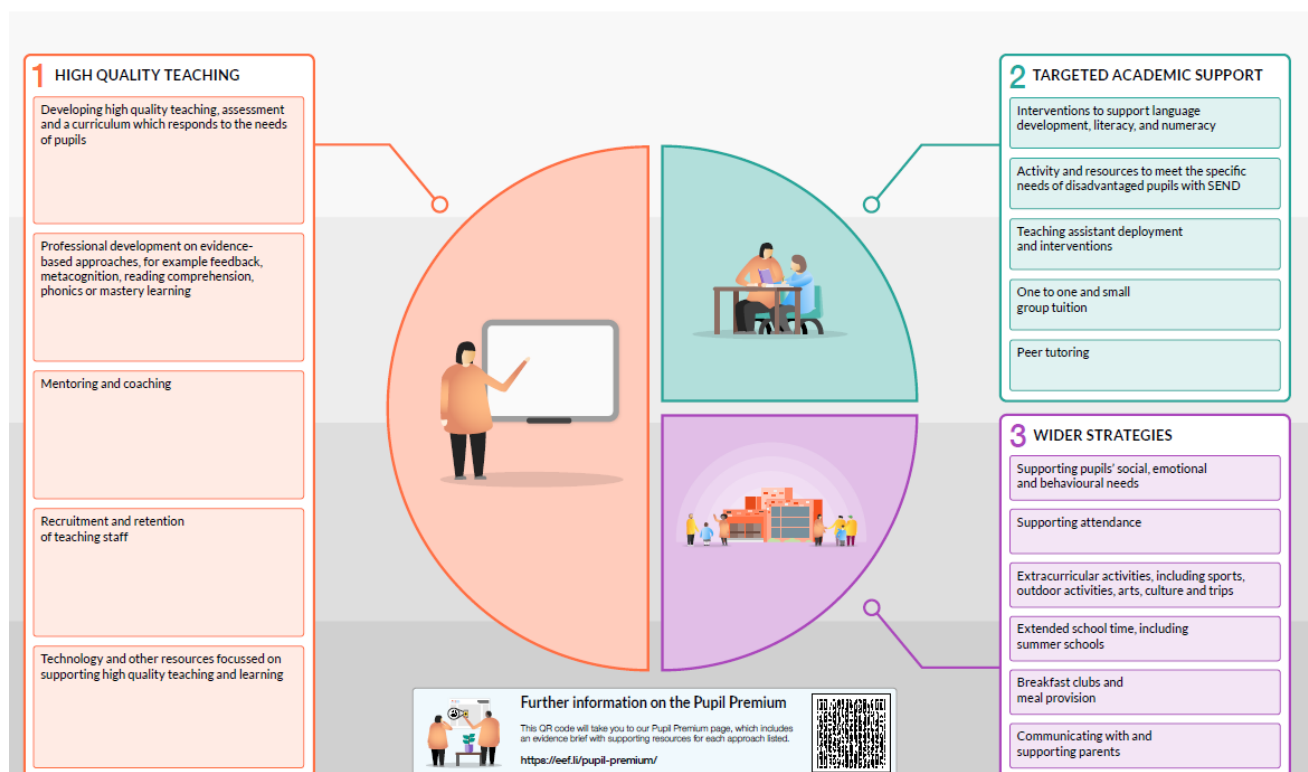 1 HIGH QUALITY TEACHING
Developing high quality teaching, assessment
and a curriculum which responds to the needs
of pupils
Professional development on evidence-
based approaches, for example feedback,
metacognition, reading comprehension,
phonics or mastery learning
Mentoring and coaching
Recruitment and retention
of teaching staff
Technology and other resources focussed on
supporting high quality teaching and learning
2 TARGETED ACADEMIC SUPPORT
Interventions to support language
development, literacy, and numeracy
Activity and resources to meet the specific
needs of disadvantaged pupils with SEND
Teaching assistant deployment
and interventions
One to one and small
group tuition
Peer tutoring
3 WIDER STRATEGIES
Supporting pupils' social, emotional
and behavioural needs
Supporting attendance
Extracurricular activities, including sports,
outdoor activities, arts, culture and trips
Extended school time, including
summer schools
Breakfast clubs and
meal provision
Communicating with and
supporting parents
Further information on the Pupil Premium
This QR code will take you to our Pupil Premium page, which includes
an evidence brief with supporting resources for each approach listed.
https://eef.li/pupil-premium/